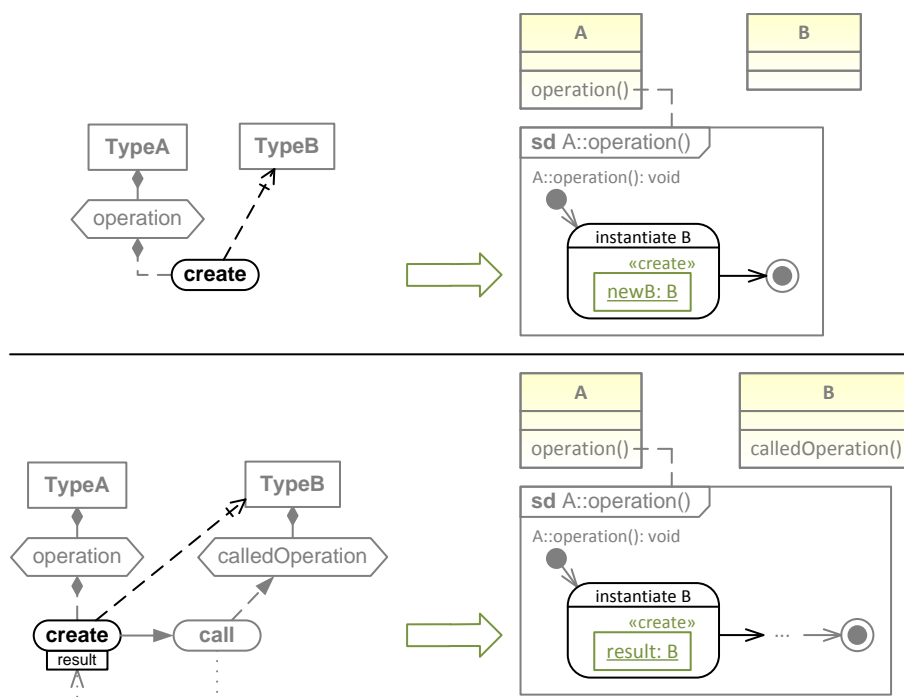 A
B
operation()
TypeA
TypeB
sd A::operation()
A::operation(): void
operation
instantiate B
create
«create»
newB: B
A
B
operation()
calledOperation()
TypeA
TypeB
sd A::operation()
A::operation(): void
operation
calledOperation
instantiate B
create
call
«create»
result: B
...
result